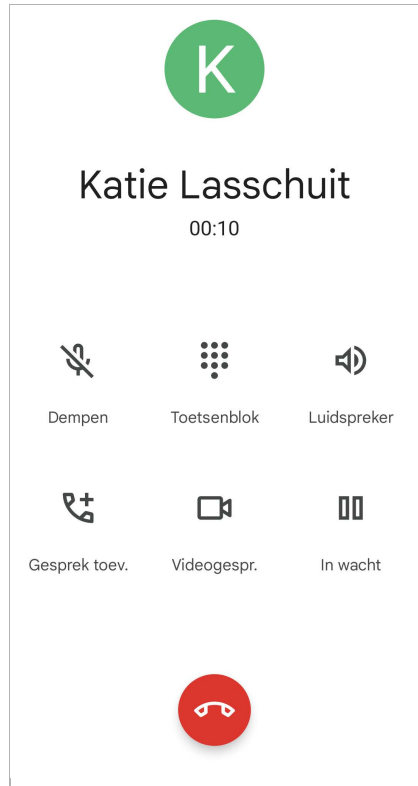 K
Katie Lasschuit
00:10
Dempen Toetsenblok Luidspreker
Gesprek toev. Videogespr. In wacht